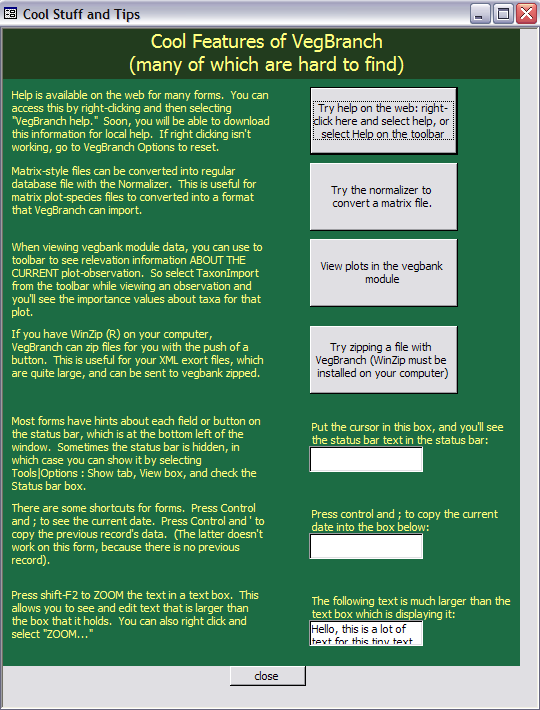 Cool Stuff and Tips
Cool Features of VegBranch
(many of which are hard to find)
Help is available on the web for many forms.  You can
access this by right-clicking and then selecting
"VegBranch help."  Soon, you will be able to download
this information for local help.  If right clicking isn't
working, go to VegBranch Options to reset.
Try help on the web: right-
click here and select help, or
select Help on the toolbar
Matrix-style files can be converted into regular
database file with the Normalizer.  This is useful for
matrix plot-species files to converted into a format
that VegBranch can import.
Try the normalizer to
convert a matrix file.
When viewing vegbank module data, you can use to
toolbar to see relevation information ABOUT THE
CURRENT plot-observation.  So select TaxonImport
from the toolbar while viewing an observation and
you'll see the importance values about taxa for that
plot.
View plots in the vegbank
module
If you have WinZip (R) on your computer,
VegBranch can zip files for you with the push of a
button.  This is useful for your XML exort files, which
are quite large, and can be sent to vegbank zipped.
Try zipping a file with
VegBranch (WinZip must be
installed on your computer)
Most forms have hints about each field or button on
the status bar, which is at the bottom left of the
window.  Sometimes the status bar is hidden, in
which case you can show it by selecting
Tools|Options : Show tab, View box, and check the
Status bar box.
Put the cursor in this box, and you'll see
the status bar text in the status bar:
There are some shortcuts for forms.  Press Control
and ; to see the current date.  Press Control and ' to
copy the previous record's data.  (The latter doesn't
work on this form, because there is no previous
record).
Press control and ; to copy the current
date into the box below:
Press shift-F2 to ZOOM the text in a text box.  This
allows you to see and edit text that is larger than
the box that it holds.  You can also right click and
select "ZOOM..."
The following text is much larger than the
text box which is displaying it:
Hello, this is a lot of
text for this tiny text
close